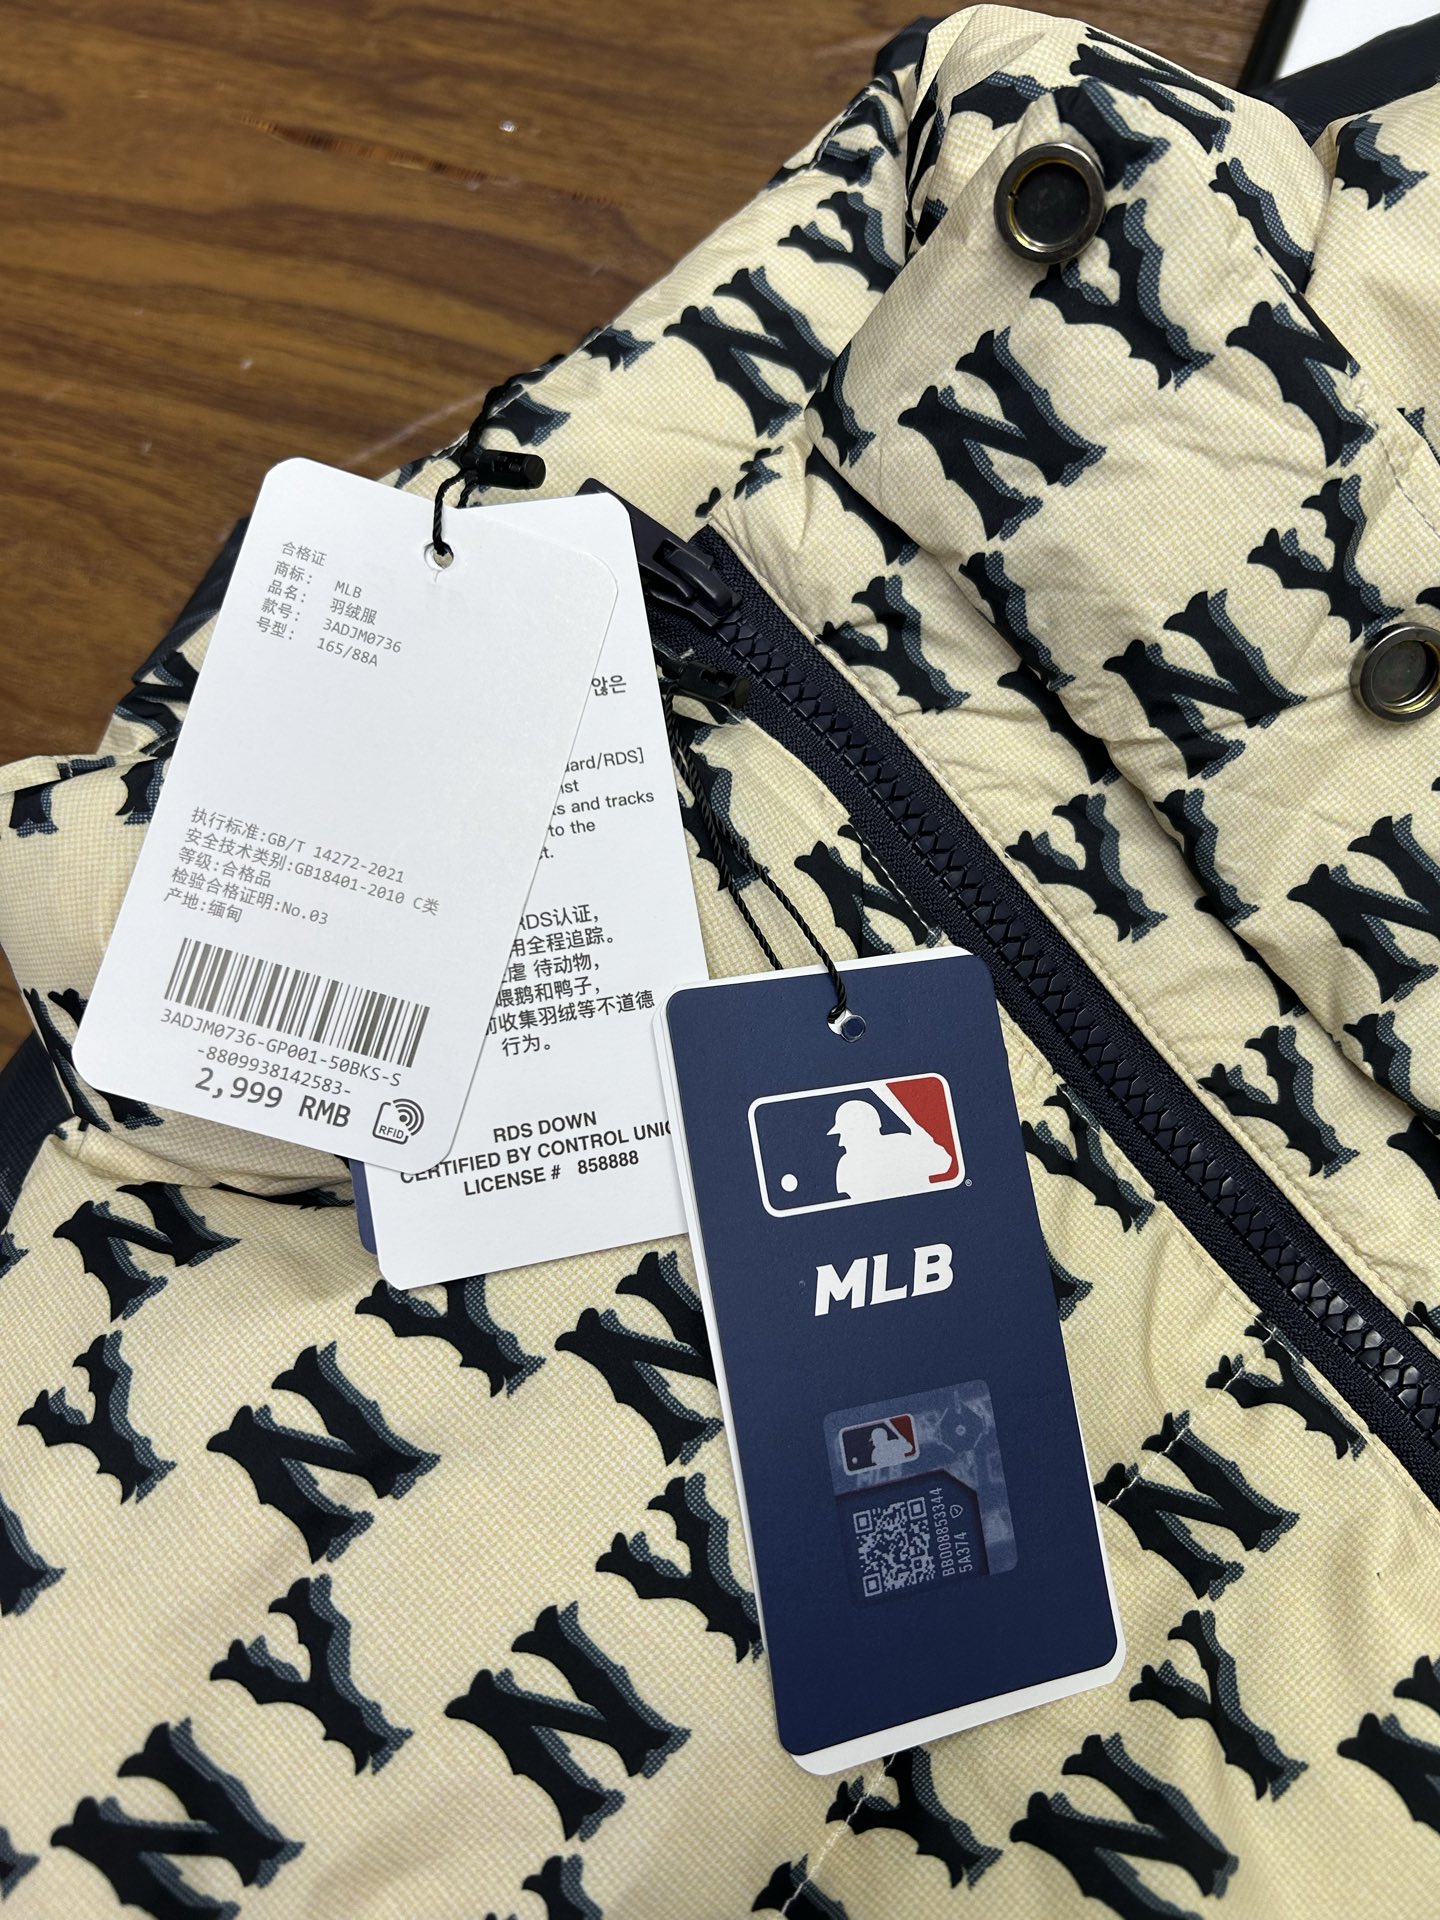 合格证
商标: MLB
品名: 羽绒服
款号: 3ADJM0736
号型: 165/88A
执行标准:GB/T 14272-2021
安全技术类别:GB18401-2010 C类
等级:合格品
检验合格证明:No.03
产地:缅甸
3ADJM0736-GP001-50BKS-S
-8809938142583-
2,999 RMB
RFID
않은
/RDS]
and tracks
to the
RDS认证,
用全程追踪。
虐 待动物,
喂鹅和鸭子,
收集羽绒等不道德
行为。
RDS DOWN
CERTIFIED BY CONTROL
LICENSE # 858888
®
MLB
MLB
BB008853344
5A374
N Y